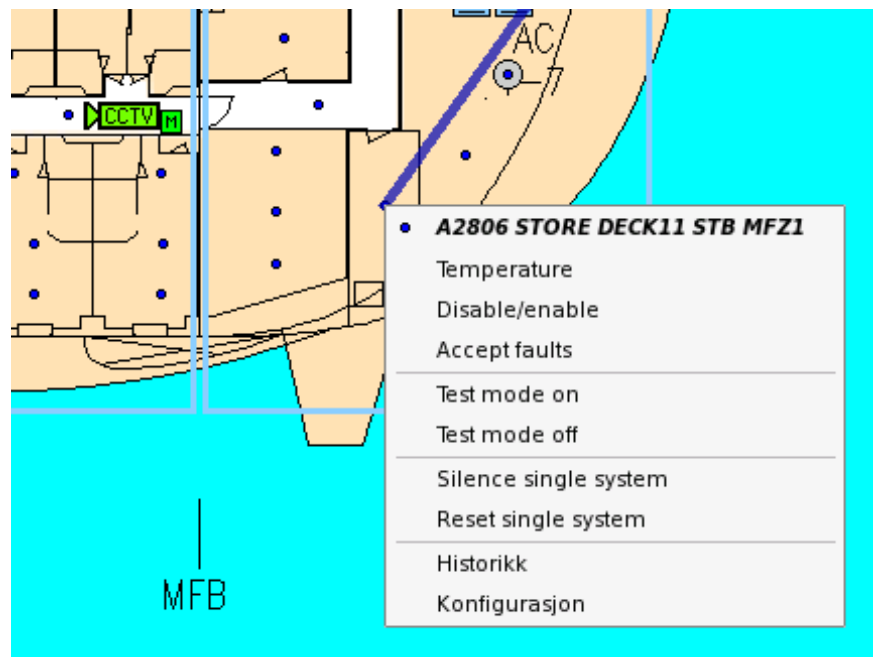 AC
CCTV
M
A2806 STORE DECK11 STB MFZ1
Temperature
Disable/enable
Accept faults
Test mode on
Test mode off
Silence single system
Reset single system
Historikk
Konfigurasjon
MFB